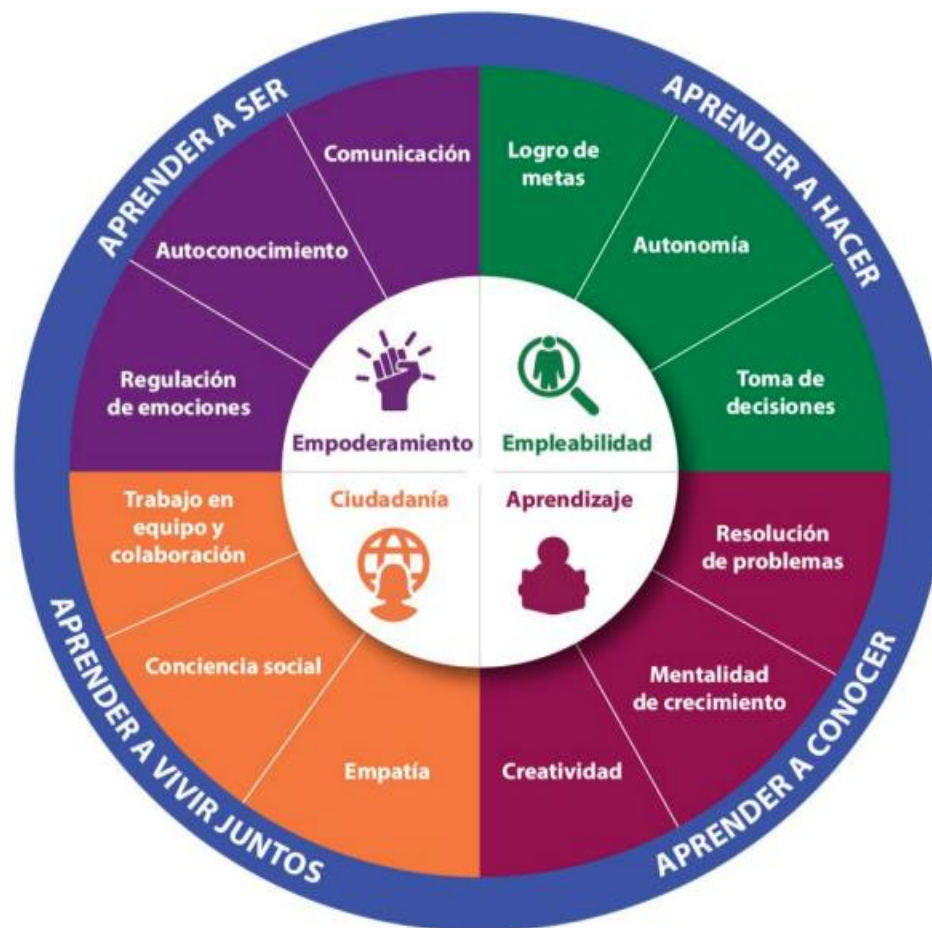 APRENDER A SER
Comunicación
Autoconocimiento
Regulación
de emociones
Empoderamiento
APRENDER A HACER
Logro de
metas
Autonomía
Toma de
decisiones
Empleabilidad
APRENDER A VIVIR JUNTOS
Ciudadanía
Trabajo en
equipo y
colaboración
Conciencia social
Empatía
APRENDER A CONOCER
Aprendizaje
Resolución
de problemas
Mentalidad
de crecimiento
Creatividad